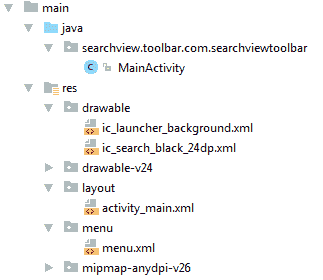 main
java
searchview.toolbar.com.searchviewtoolbar
MainActivity
res
drawable
ic_launcher_background.xml
ic_search_black_24dp.xml
drawable-v24
layout
activity_main.xml
menu
menu.xml
mipmap-anydpi-v26